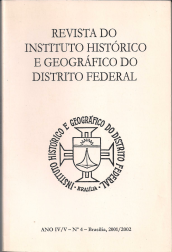 REVISTA DO
INSTITUTO HISTÓRICO
E GEOGRÁFICO DO
DISTRITO FEDERAL
INSTITUTO HISTÓRICO E GEOGRÁFICO DO DISTRITO FEDERAL
BRASÍLIA
ANO IV/V – Nº 4 – Brasília, 2001/2002